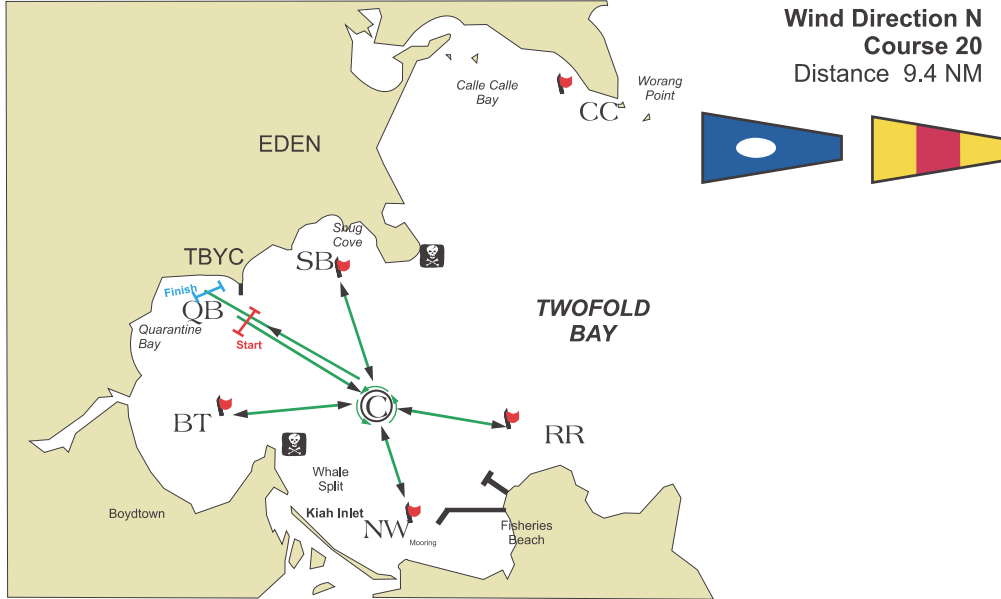 Wind Direction N
Course 20
Distance 9.4 NM
Calle Calle
Bay
Worang
Point
CC
EDEN
Snug
Cove
TBYC
SB
Finish
QB
Quarantine
Bay
Start
TWOFOLD
BAY
C
BT
RR
Whale
Split
Boydtown
Kiah Inlet
NW
Mooring
Fisheries
Beach